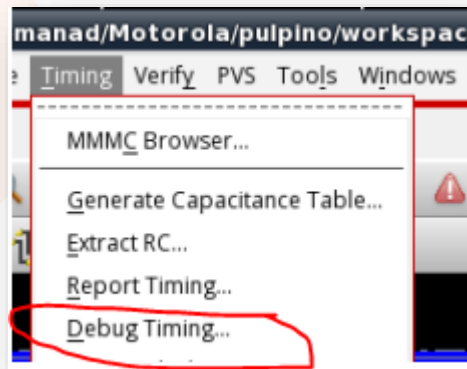 manad/Motorola/pulpino/workspac
Timing Verify PVS Tools Windows
MMMC Browser...
Generate Capacitance Table...
Extract RC...
Report Timing...
Debug Timing...